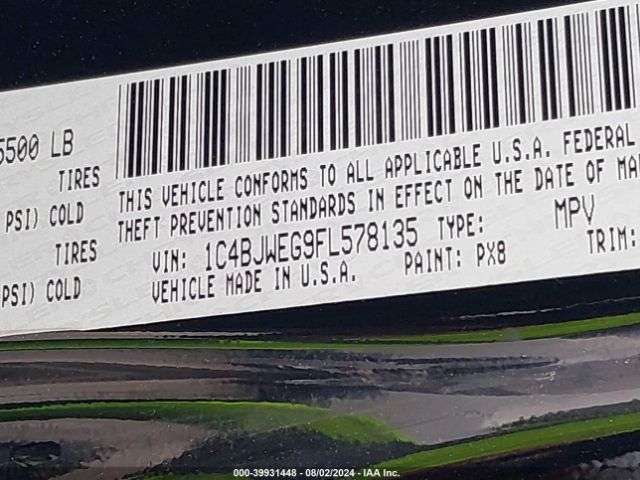 5500 LB
TIRES
PSI) COLD
TIRES
PSI) COLD
THIS VEHICLE CONFORMS TO ALL APPLICABLE U.S.A. FEDERAL
THEFT PREVENTION STANDARDS IN EFFECT ON THE DATE OF MA
VIN: 1C4BJWEG9FL578135 TYPE: MPV
VEHICLE MADE IN U.S.A. PAINT: PX8 TRIM:
000-39931448 - 08/02/2024 - IAA Inc.